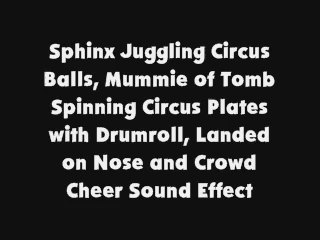 Sphinx Juggling Circus
Balls, Mummie of Tomb
Spinning Circus Plates
with Drumroll, Landed
on Nose and Crowd
Cheer Sound Effect